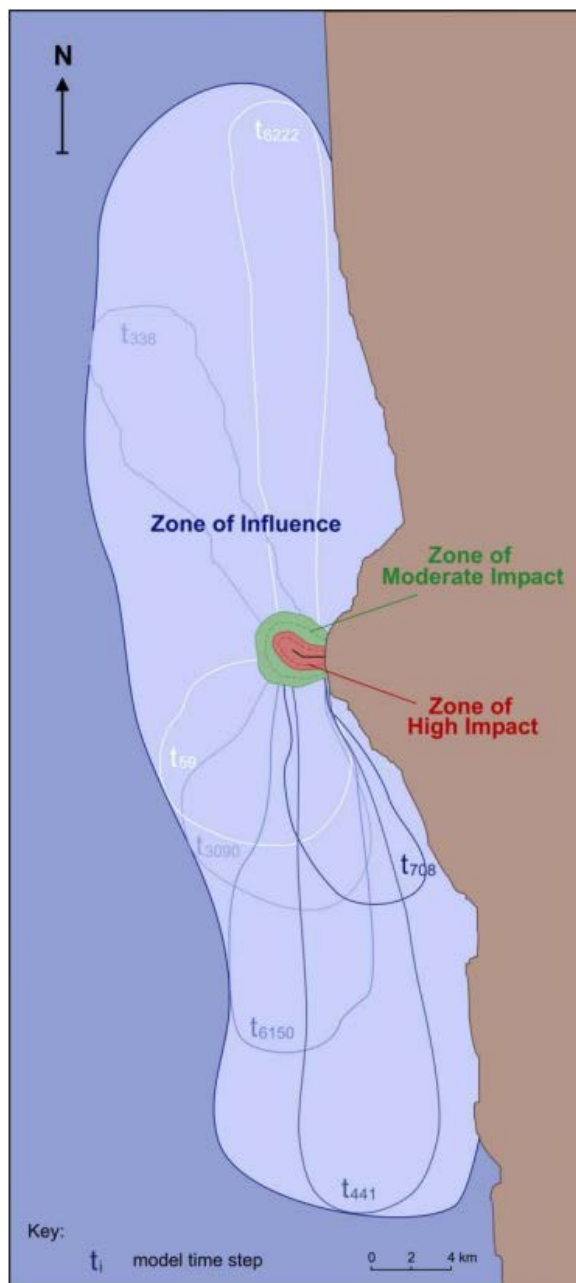 N
t6222
t338
Zone of Influence
Zone of
Moderate Impact
Zone of
High Impact
t59
t3090
t708
t6150
t441
Key:
ti model time step
0 2 4 km